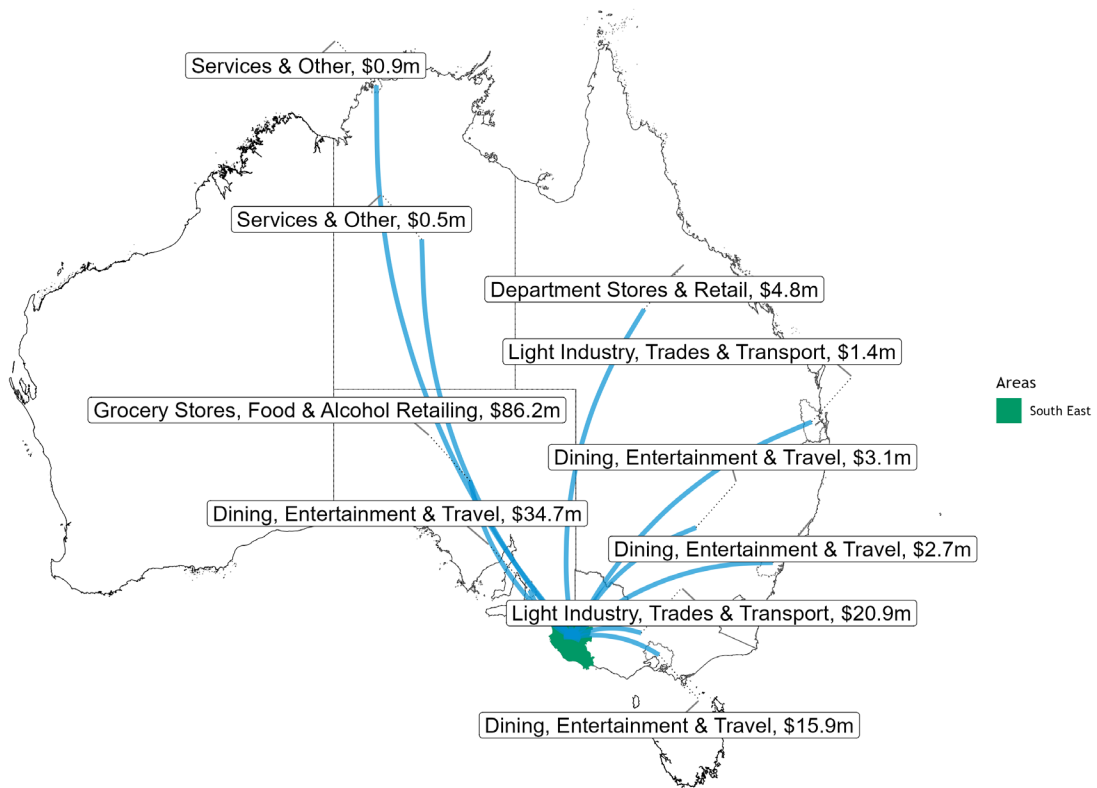 Services & Other, $0.9m
Services & Other, $0.5m
Department Stores & Retail, $4.8m
Light Industry, Trades & Transport, $1.4m
Areas
South East
Grocery Stores, Food & Alcohol Retailing, $86.2m
Dining, Entertainment & Travel, $3.1m
Dining, Entertainment & Travel, $34.7m
Dining, Entertainment & Travel, $2.7m
Light Industry, Trades & Transport, $20.9m
Dining, Entertainment & Travel, $15.9m